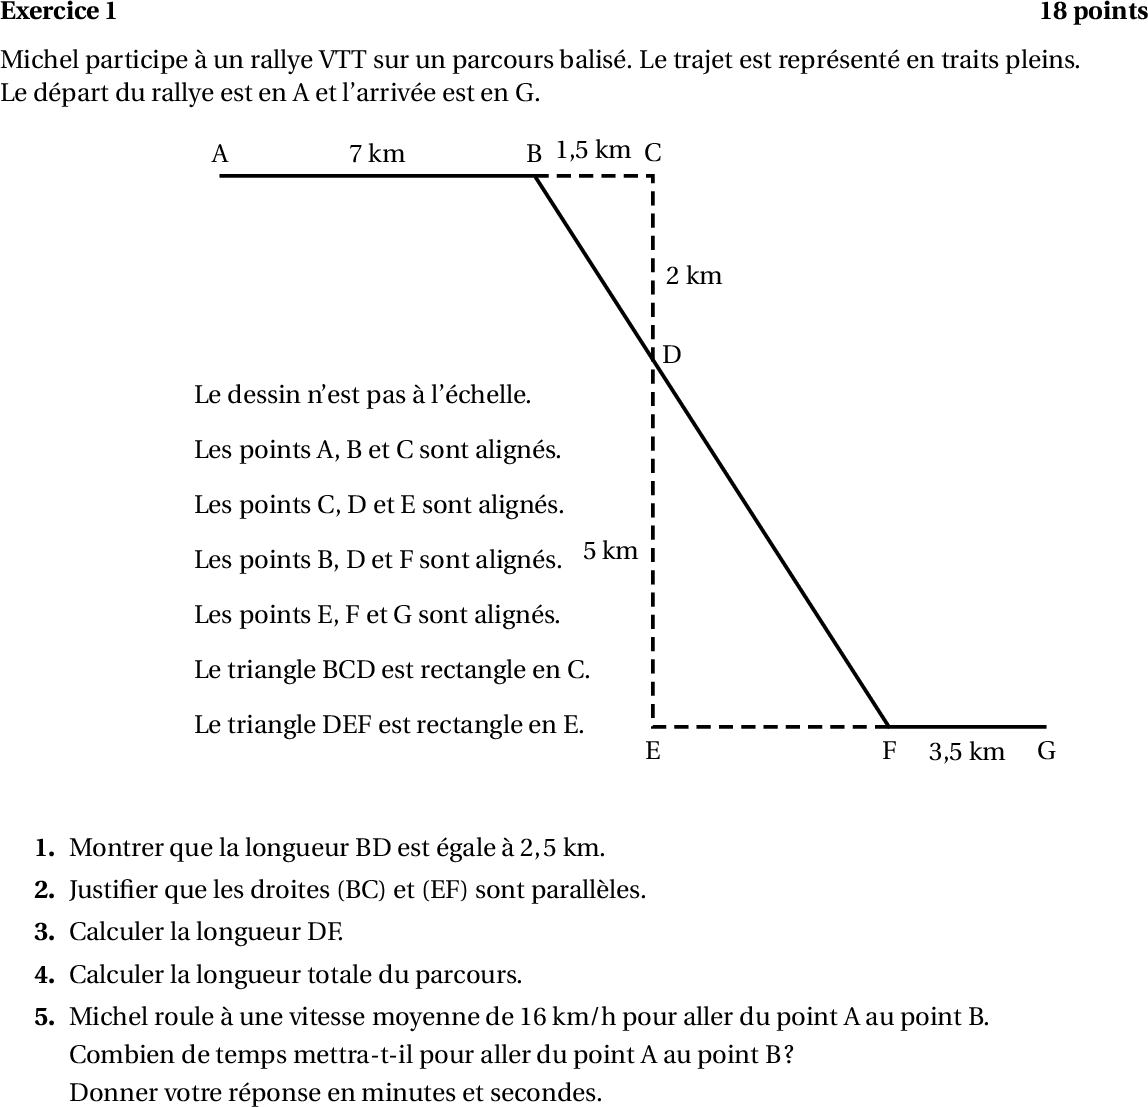 Exercice 1 18 points
Michel participe à un rallye VTT sur un parcours balisé. Le trajet est représenté en traits pleins.
Le départ du rallye est en A et l'arrivée est en G.
A 7 km B 1,5 km C
2 km
D
Le dessin n'est pas à l'échelle.
Les points A, B et C sont alignés.
Les points C, D et E sont alignés.
Les points B, D et F sont alignés. 5 km
Les points E, F et G sont alignés.
Le triangle BCD est rectangle en C.
Le triangle DEF est rectangle en E.
E F 3,5 km G
1. Montrer que la longueur BD est égale à 2,5 km.
2. Justifier que les droites (BC) et (EF) sont parallèles.
3. Calculer la longueur DF.
4. Calculer la longueur totale du parcours.
5. Michel roule à une vitesse moyenne de 16 km/h pour aller du point A au point B.
Combien de temps mettra-t-il pour aller du point A au point B ?
Donner votre réponse en minutes et secondes.